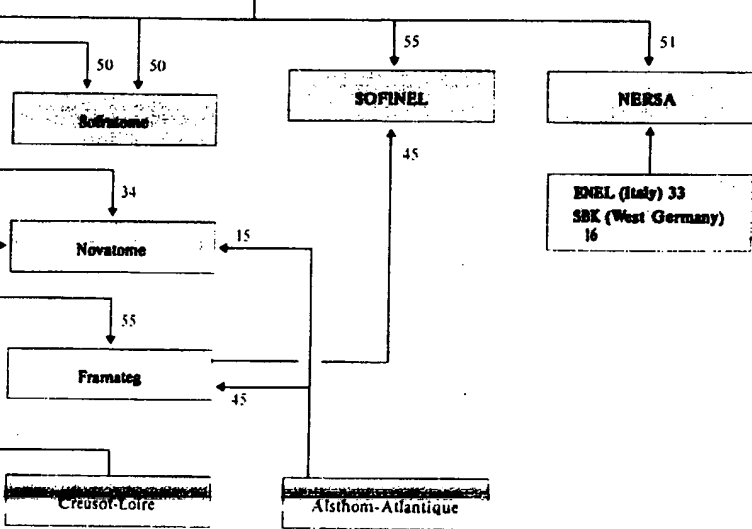 55
51
50
50
SOFINEL
NERSA
Sofratome
45
34
ENEL (Italy) 33
SBK (West Germany)
16
Novatome
15
55
Framateg
45
Creusot-Loire
Alsthom-Atlantique